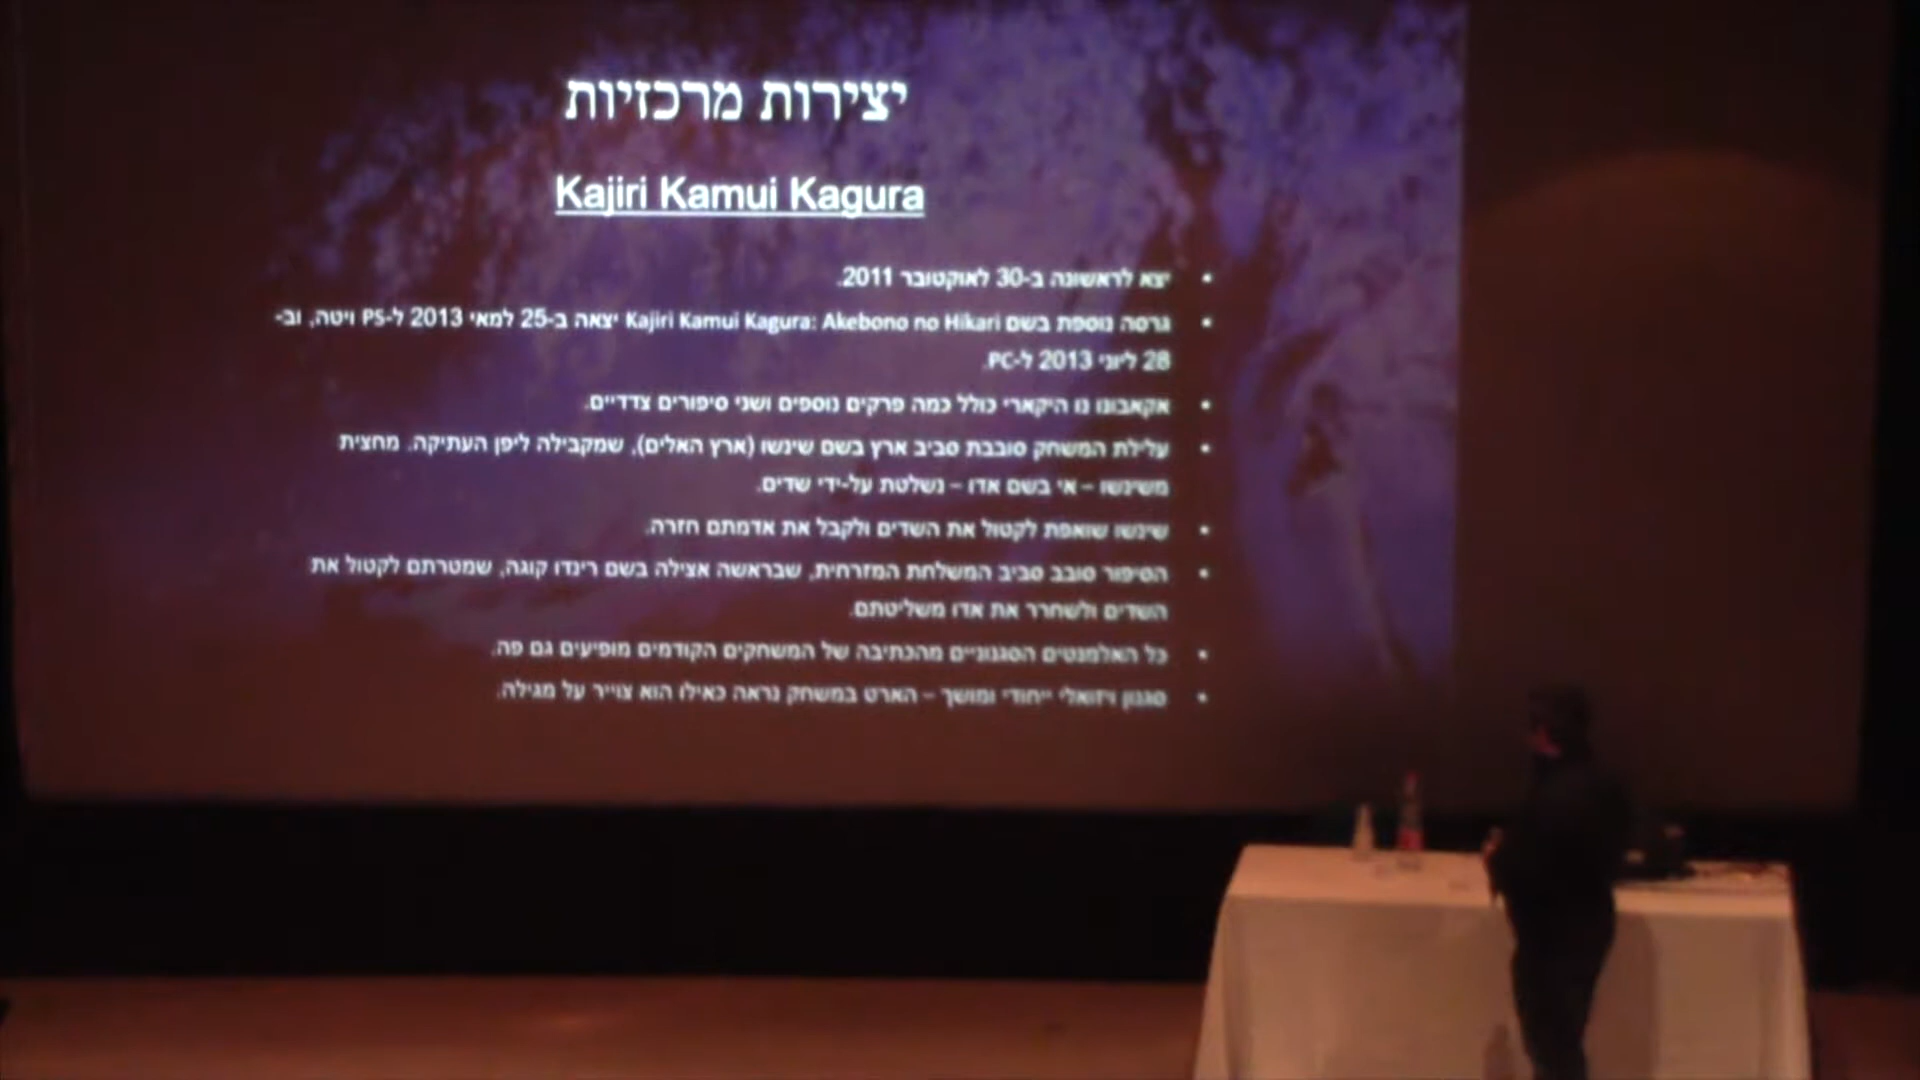 יצירות מרכזיות
Kajiri Kamui Kagura
• יצא לראשונה ב-30 לאוקטובר 2011.
• גרסה נוספת בשם Kajiri Kamui Kagura: Akebono no Hikari יצאה ב-25 למאי 2013 ל-PS ויטה, וב-
28 ליוני 2013 ל-PC.
• אקאבונו נו היקארי כולל כמה פרקים נוספים ושני סיפורים צדדיים.
• עלילת המשחק סובבת סביב ארץ בשם שינשו (ארץ האלים), שמקבילה ליפן העתיקה. מחצית
משינשו – אי בשם אדו – נשלטת על-ידי שדים.
• שינשו שואפת לקטול את השדים ולקבל את אדמתם חזרה.
• הסיפור סובב סביב המשלחת המזרחית, שבראשה אצילה בשם רינדו קוגה, שמטרתם לקטול את
השדים ולשחרר את אדו משליטתם.
• כל האלמנטים הסגנוניים מהכתיבה של המשחקים הקודמים מופיעים גם פה.
• סגנון ויזואלי ייחודי ומושך – הארט במשחק נראה כאילו הוא צוייר על מגילה.